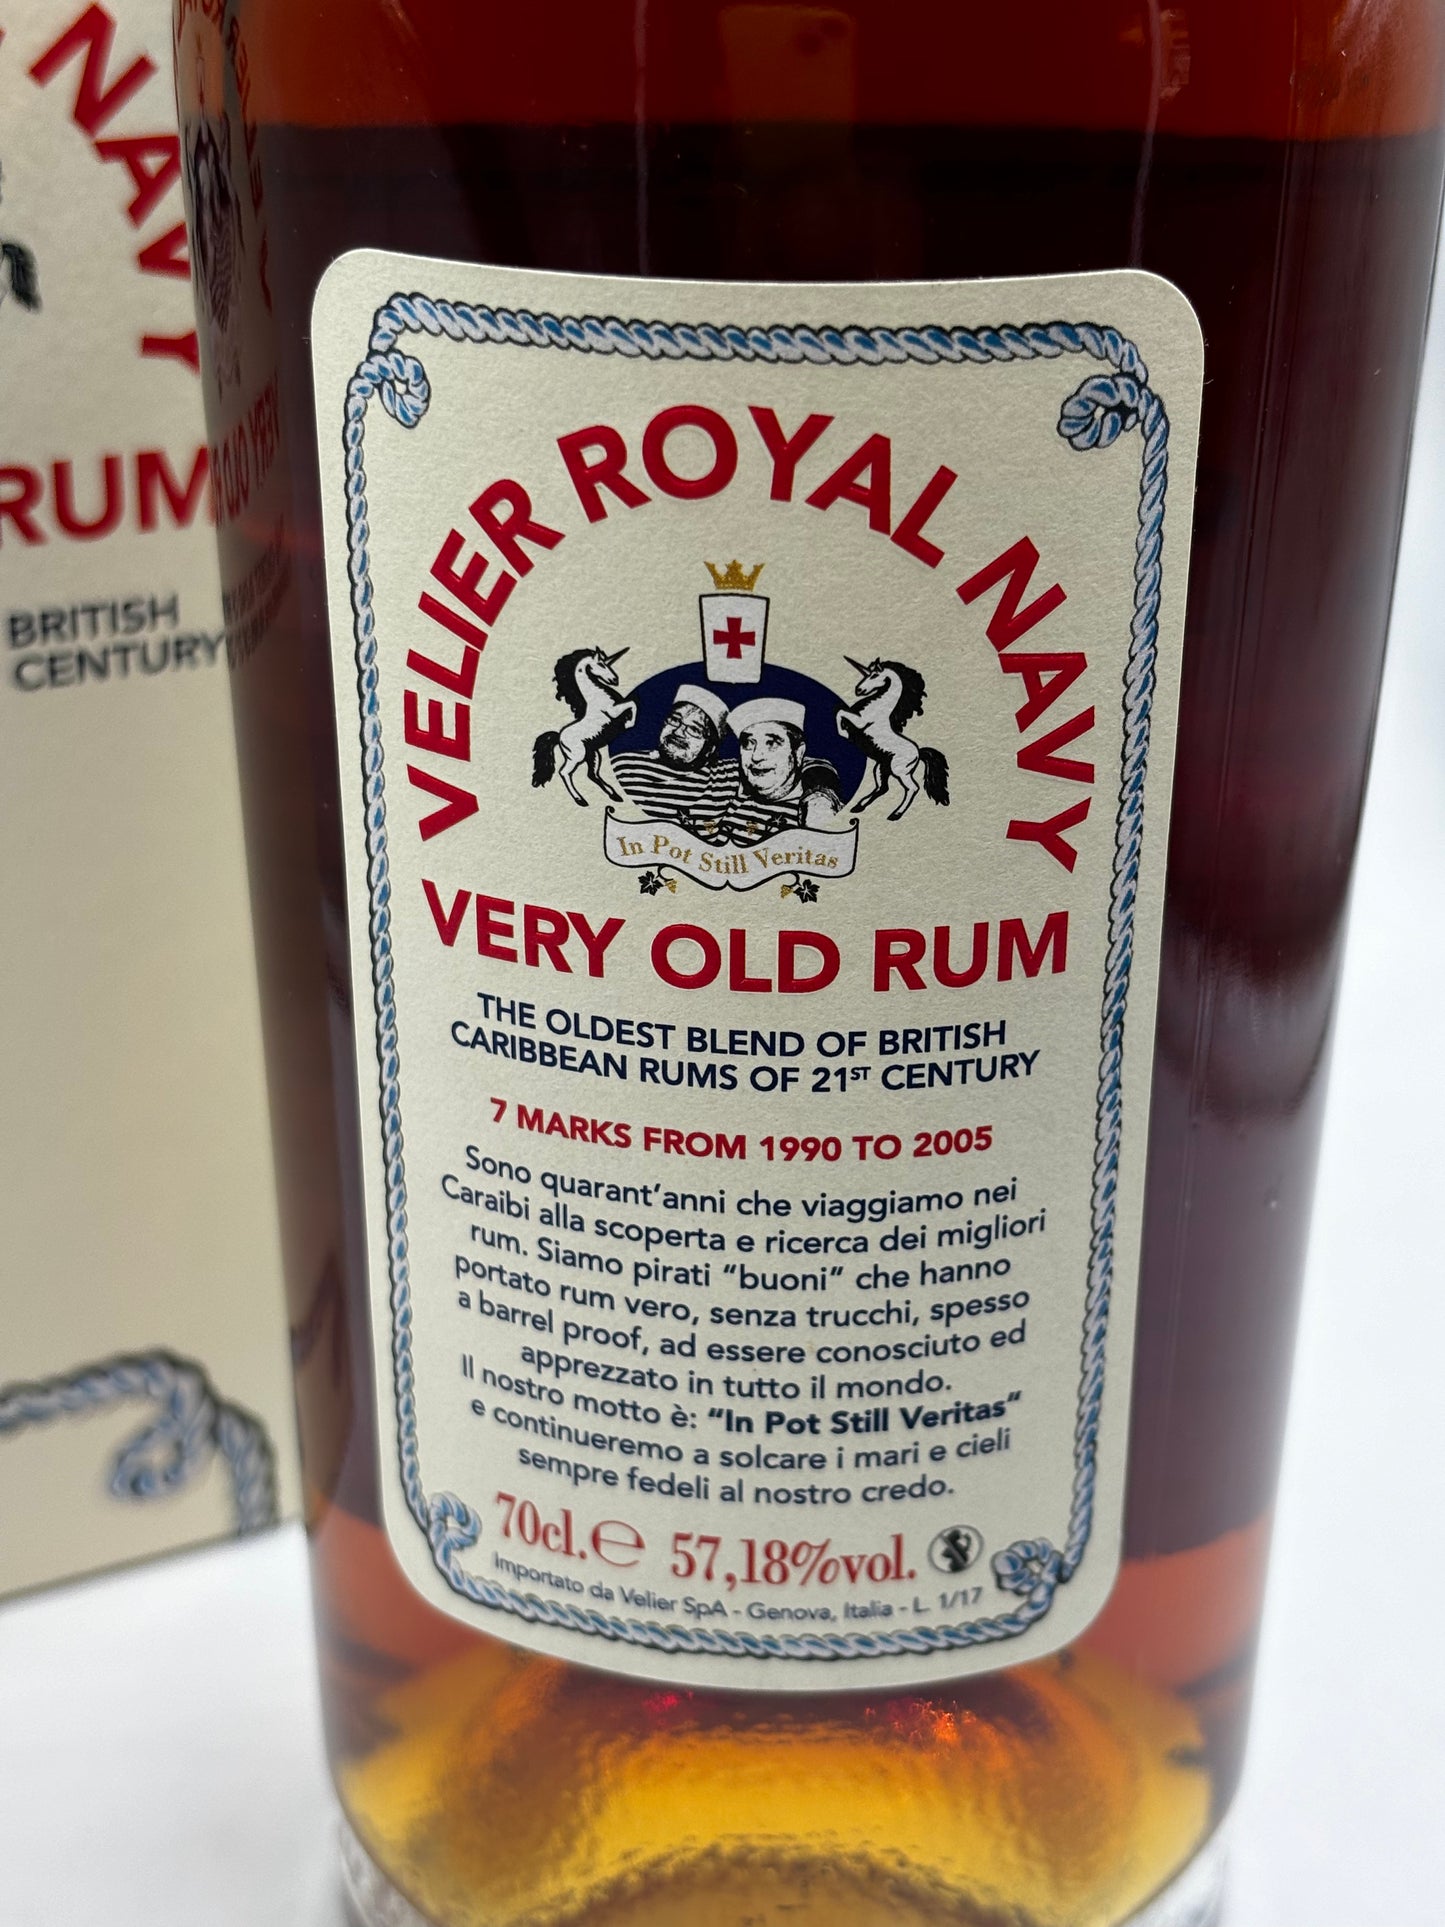 NAVY
RUM
BRITISH
CENTURY
VELIER ROYAL NAVY
In Pot Still Veritas
VERY OLD RUM
THE OLDEST BLEND OF BRITISH
CARIBBEAN RUMS OF 21ST CENTURY
7 MARKS FROM 1990 TO 2005
Sono quarant'anni che viaggiamo nei
Caraibi alla scoperta e ricerca dei migliori
rum. Siamo pirati "buoni" che hanno
portato rum vero, senza trucchi, spesso
a barrel proof, ad essere conosciuto ed
apprezzato in tutto il mondo.
Il nostro motto è: "In Pot Still Veritas"
e continueremo a solcare i mari e cieli
sempre fedeli al nostro credo.
70cl. ℮ 57,18%vol.
Importato da Velier SpA - Genova, Italia - L. 1/17